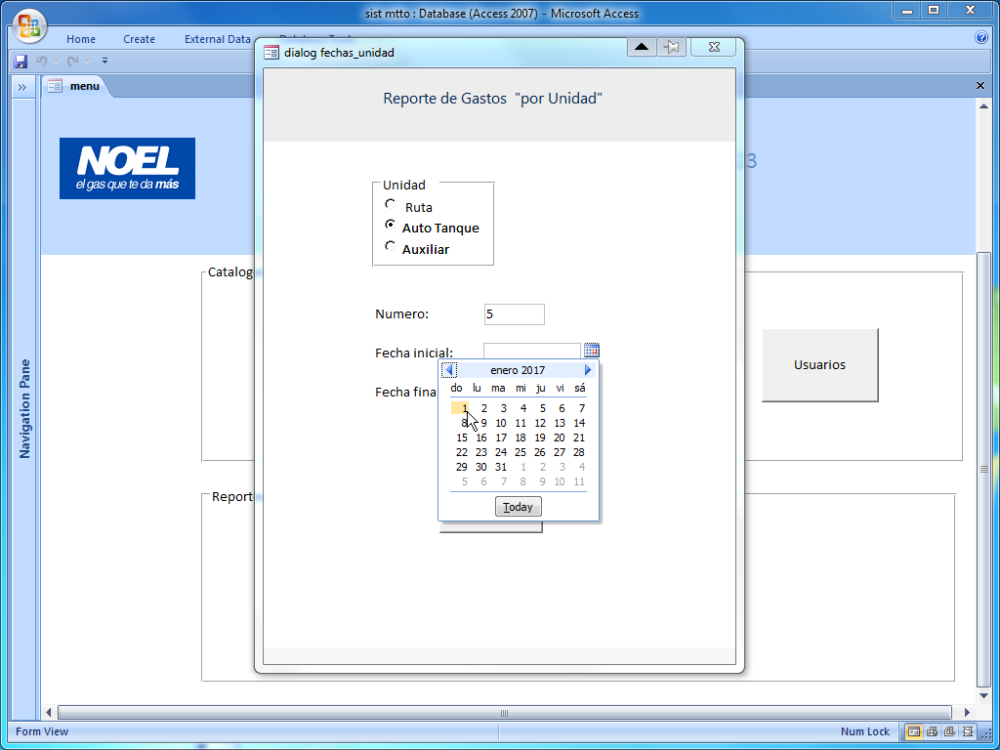 sist mtto : Database (Access 2007) - Microsoft Access
Home Create External Data
dialog fechas_unidad
menu
Reporte de Gastos "por Unidad"
NOEL
el gas que te da más
3
Unidad
Ruta
Auto Tanque
Auxiliar
Catalog
Numero: 5
Fecha inicial:
Usuarios
Fecha fina
enero 2017
do lu ma mi ju vi sá
1 2 3 4 5 6 7
8 9 10 11 12 13 14
15 16 17 18 19 20 21
22 23 24 25 26 27 28
29 30 31 1 2 3 4
5 6 7 8 9 10 11
Today
Report
Navigation Pane
Form View
Num Lock